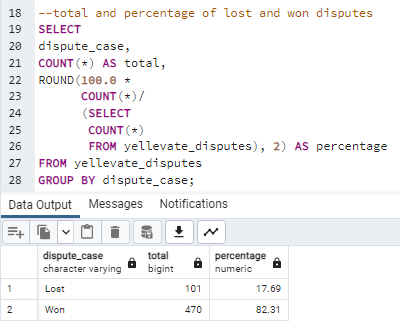 18 --total and percentage of lost and won disputes
19 SELECT
20 dispute_case,
21 COUNT(*) AS total,
22 ROUND(100.0 *
23 COUNT(*)/
24 (SELECT
25 COUNT(*)
26 FROM yellevate_disputes), 2) AS percentage
27 FROM yellevate_disputes
28 GROUP BY dispute_case;
Data Output Messages Notifications
dispute_case total percentage
character varying bigint numeric
1 Lost 101 17.69
2 Won 470 82.31